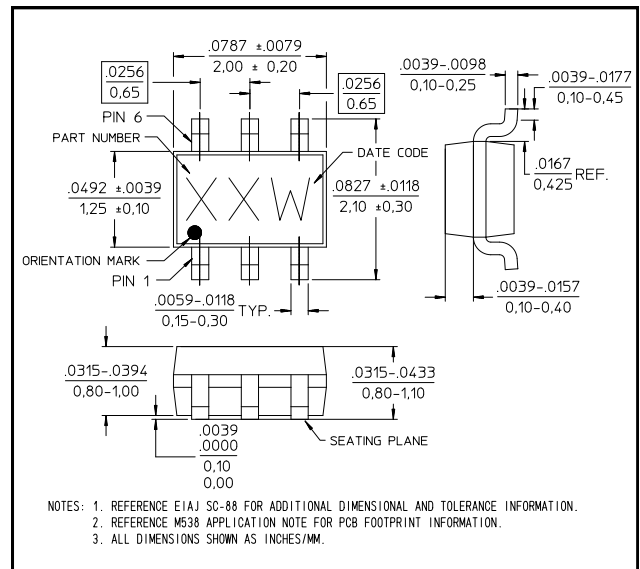 .0787 ±.0079
2,00 ± 0,20
.0256
0,65
.0256
0.65
.0039-.0098
0,10-0,25
.0039-.0177
0,10-0,45
PIN 6
PART NUMBER
DATE CODE
XXW
.0492 ±.0039
1,25 ±0,10
.0827 ±.0118
2,10 ±0,30
.0167
0,425
REF.
ORIENTATION MARK
PIN 1
.0059-.0118
0,15-0,30
TYP.
.0039-.0157
0,10-0,40
.0315-.0394
0,80-1,00
.0315-.0433
0,80-1,10
.0039
.0000
0,10
0,00
SEATING PLANE
NOTES: 1. REFERENCE EIAJ SC-88 FOR ADDITIONAL DIMENSIONAL AND TOLERANCE INFORMATION.
2. REFERENCE M538 APPLICATION NOTE FOR PCB FOOTPRINT INFORMATION.
3. ALL DIMENSIONS SHOWN AS INCHES/MM.